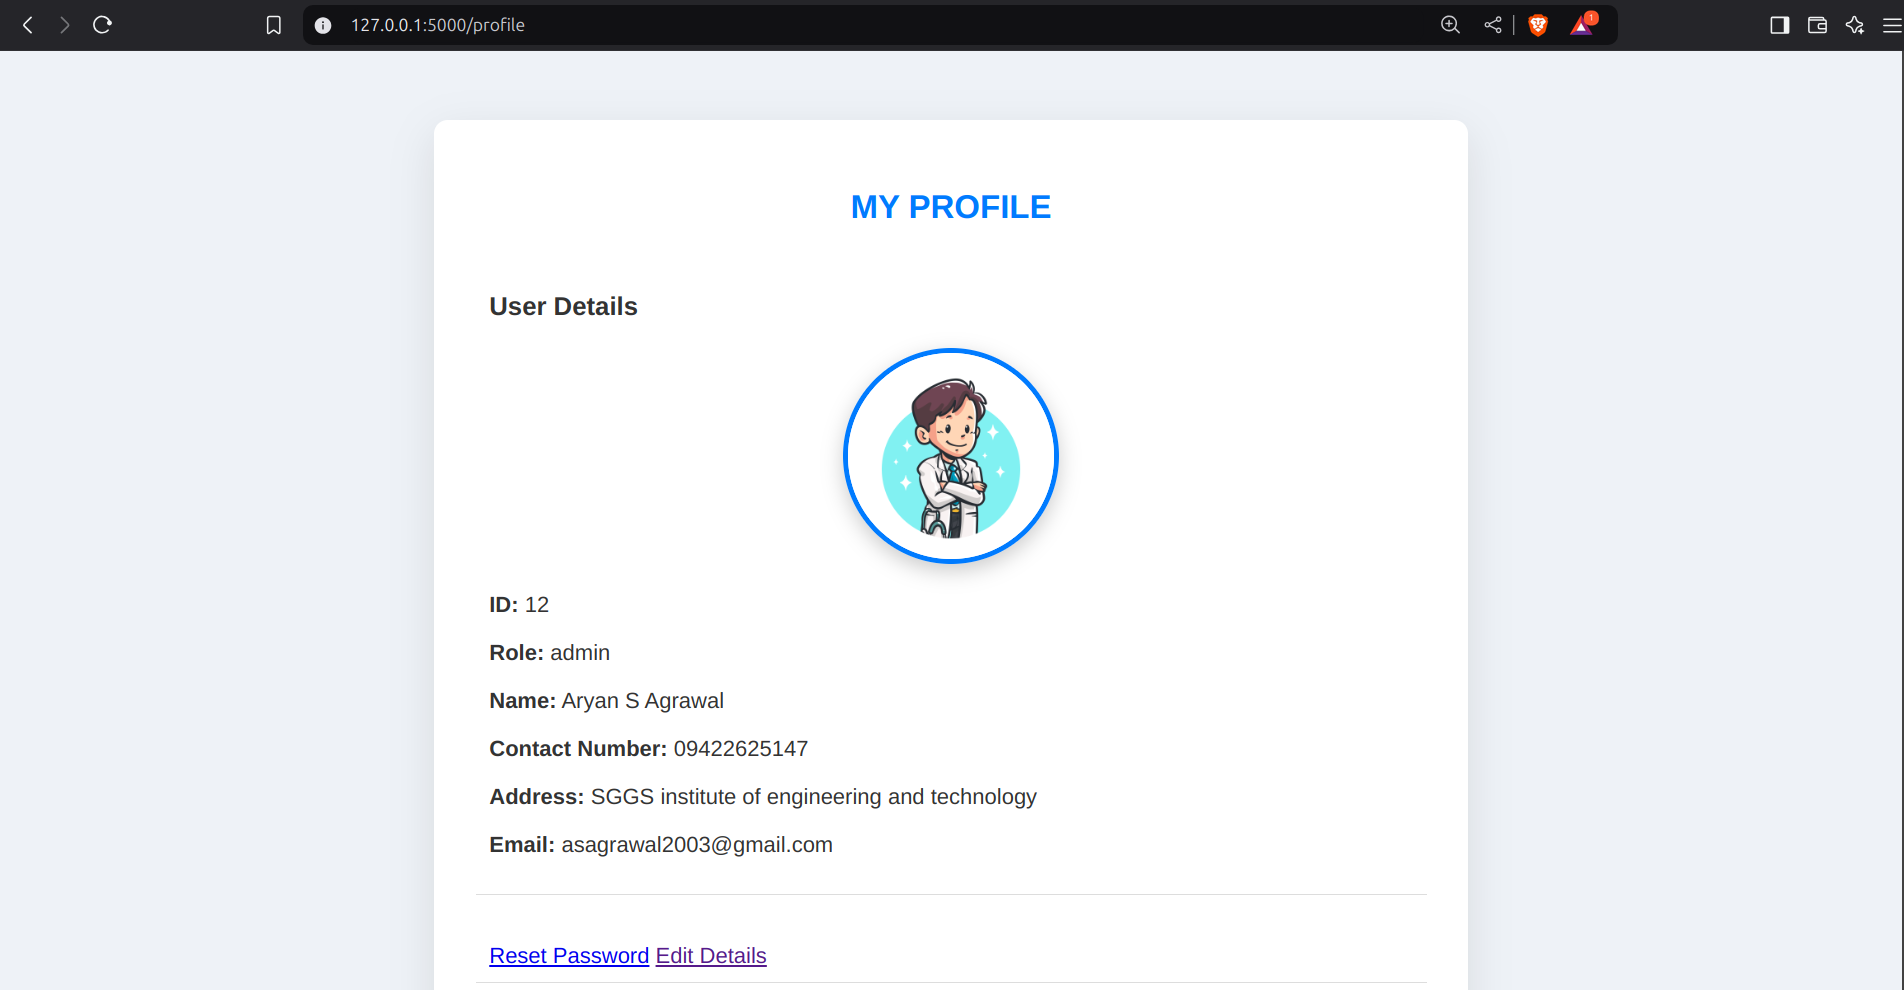 127.0.0.1:5000/profile
1
MY PROFILE
User Details
ID: 12
Role: admin
Name: Aryan S Agrawal
Contact Number: 09422625147
Address: SGGS institute of engineering and technology
Email: asagrawal2003@gmail.com
Reset Password Edit Details